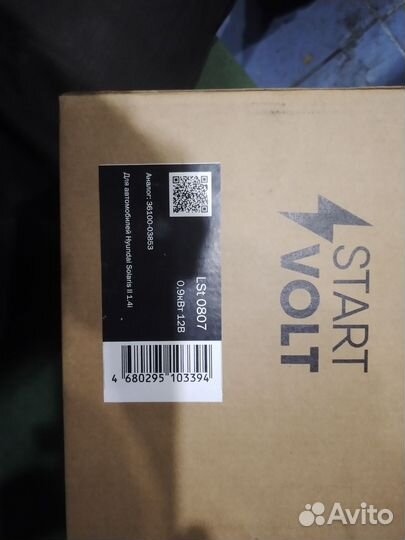 START
VOLT
LSt 0807
0.9кВт 12В
Аналог: 36100-03853
Для автомобилей Hyundai Solaris II 1.4i
4 680295 103394
Avito